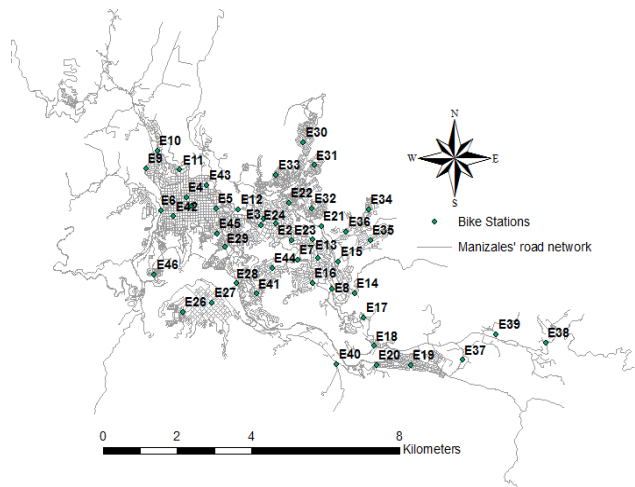 E30
E10
E9
E11
E33
E31
E43
E4
E6
E42
E5
E12
E22
E32
E34
E3
E24
E21
E36
E45
E2
E23
E35
E29
E7
E13
E15
E46
E44
E28
E16
E41
E8
E14
E27
E26
E17
E18
E39
E38
E40
E20
E19
E37
N
W
E
S
Bike Stations
Manizales' road network
0 2 4 8
Kilometers